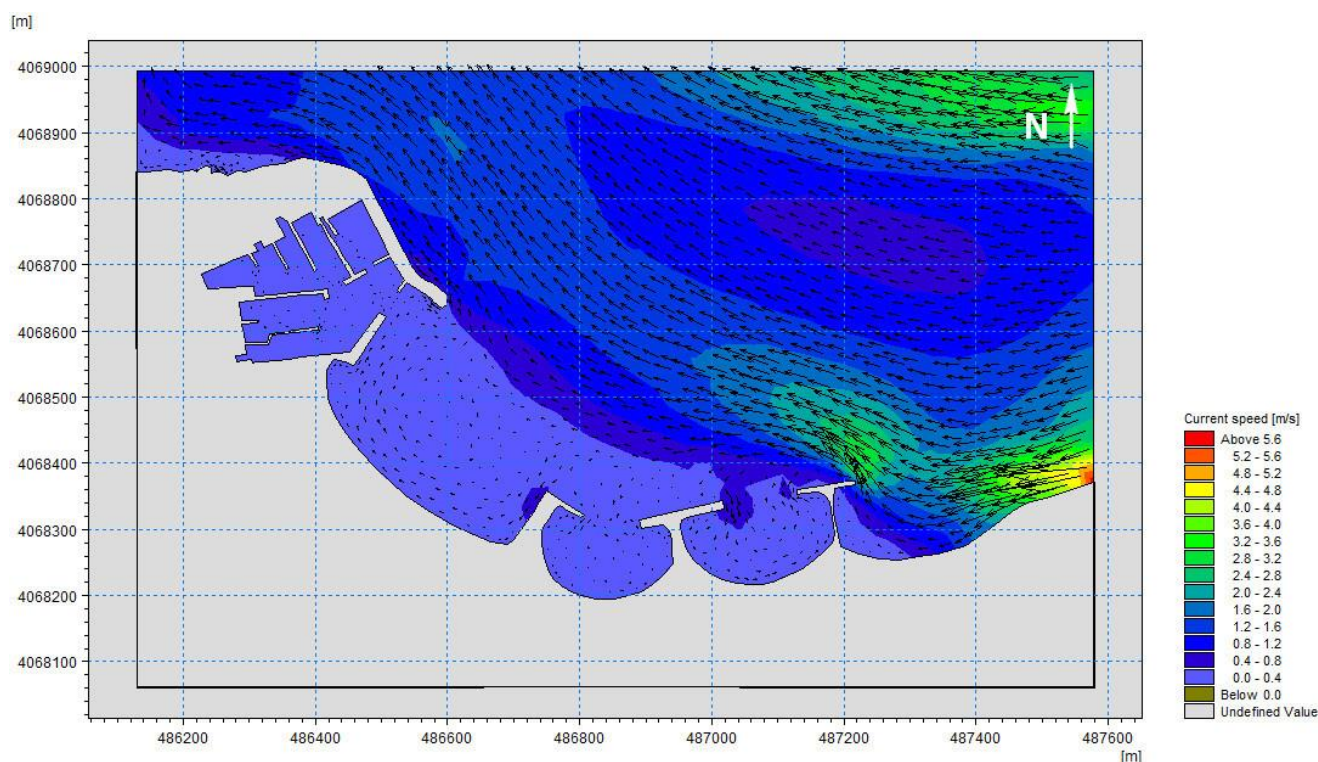 [m]
4069000
4068900
4068800
4068700
4068600
4068500
4068400
4068300
4068200
4068100
N
486200 486400 486600 486800 487000 487200 487400 487600
[m]
Current speed [m/s]
Above 5.6
5.2 - 5.6
4.8 - 5.2
4.4 - 4.8
4.0 - 4.4
3.6 - 4.0
3.2 - 3.6
2.8 - 3.2
2.4 - 2.8
2.0 - 2.4
1.6 - 2.0
1.2 - 1.6
0.8 - 1.2
0.4 - 0.8
0.0 - 0.4
Below 0.0
Undefined Value